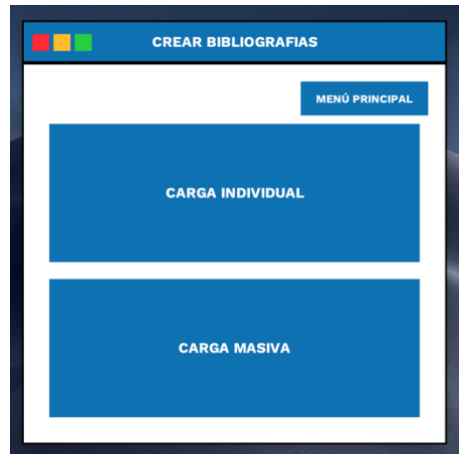 CREAR BIBLIOGRAFIAS
MENÚ PRINCIPAL
CARGA INDIVIDUAL
CARGA MASIVA